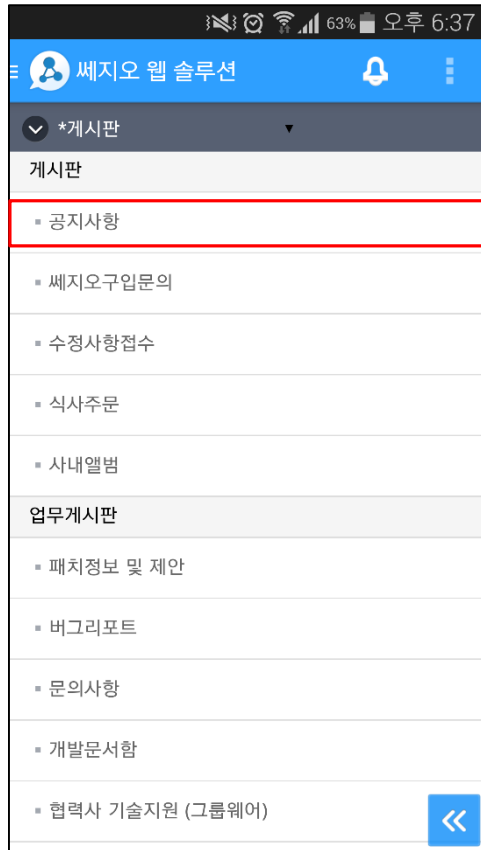 63% 오후 6:37
쎄지오 웹 솔루션
*게시판 ▼
게시판
공지사항
쎄지오구입문의
수정사항접수
식사주문
사내앨범
업무게시판
패치정보 및 제안
버그리포트
문의사항
개발문서함
협력사 기술지원 (그룹웨어)